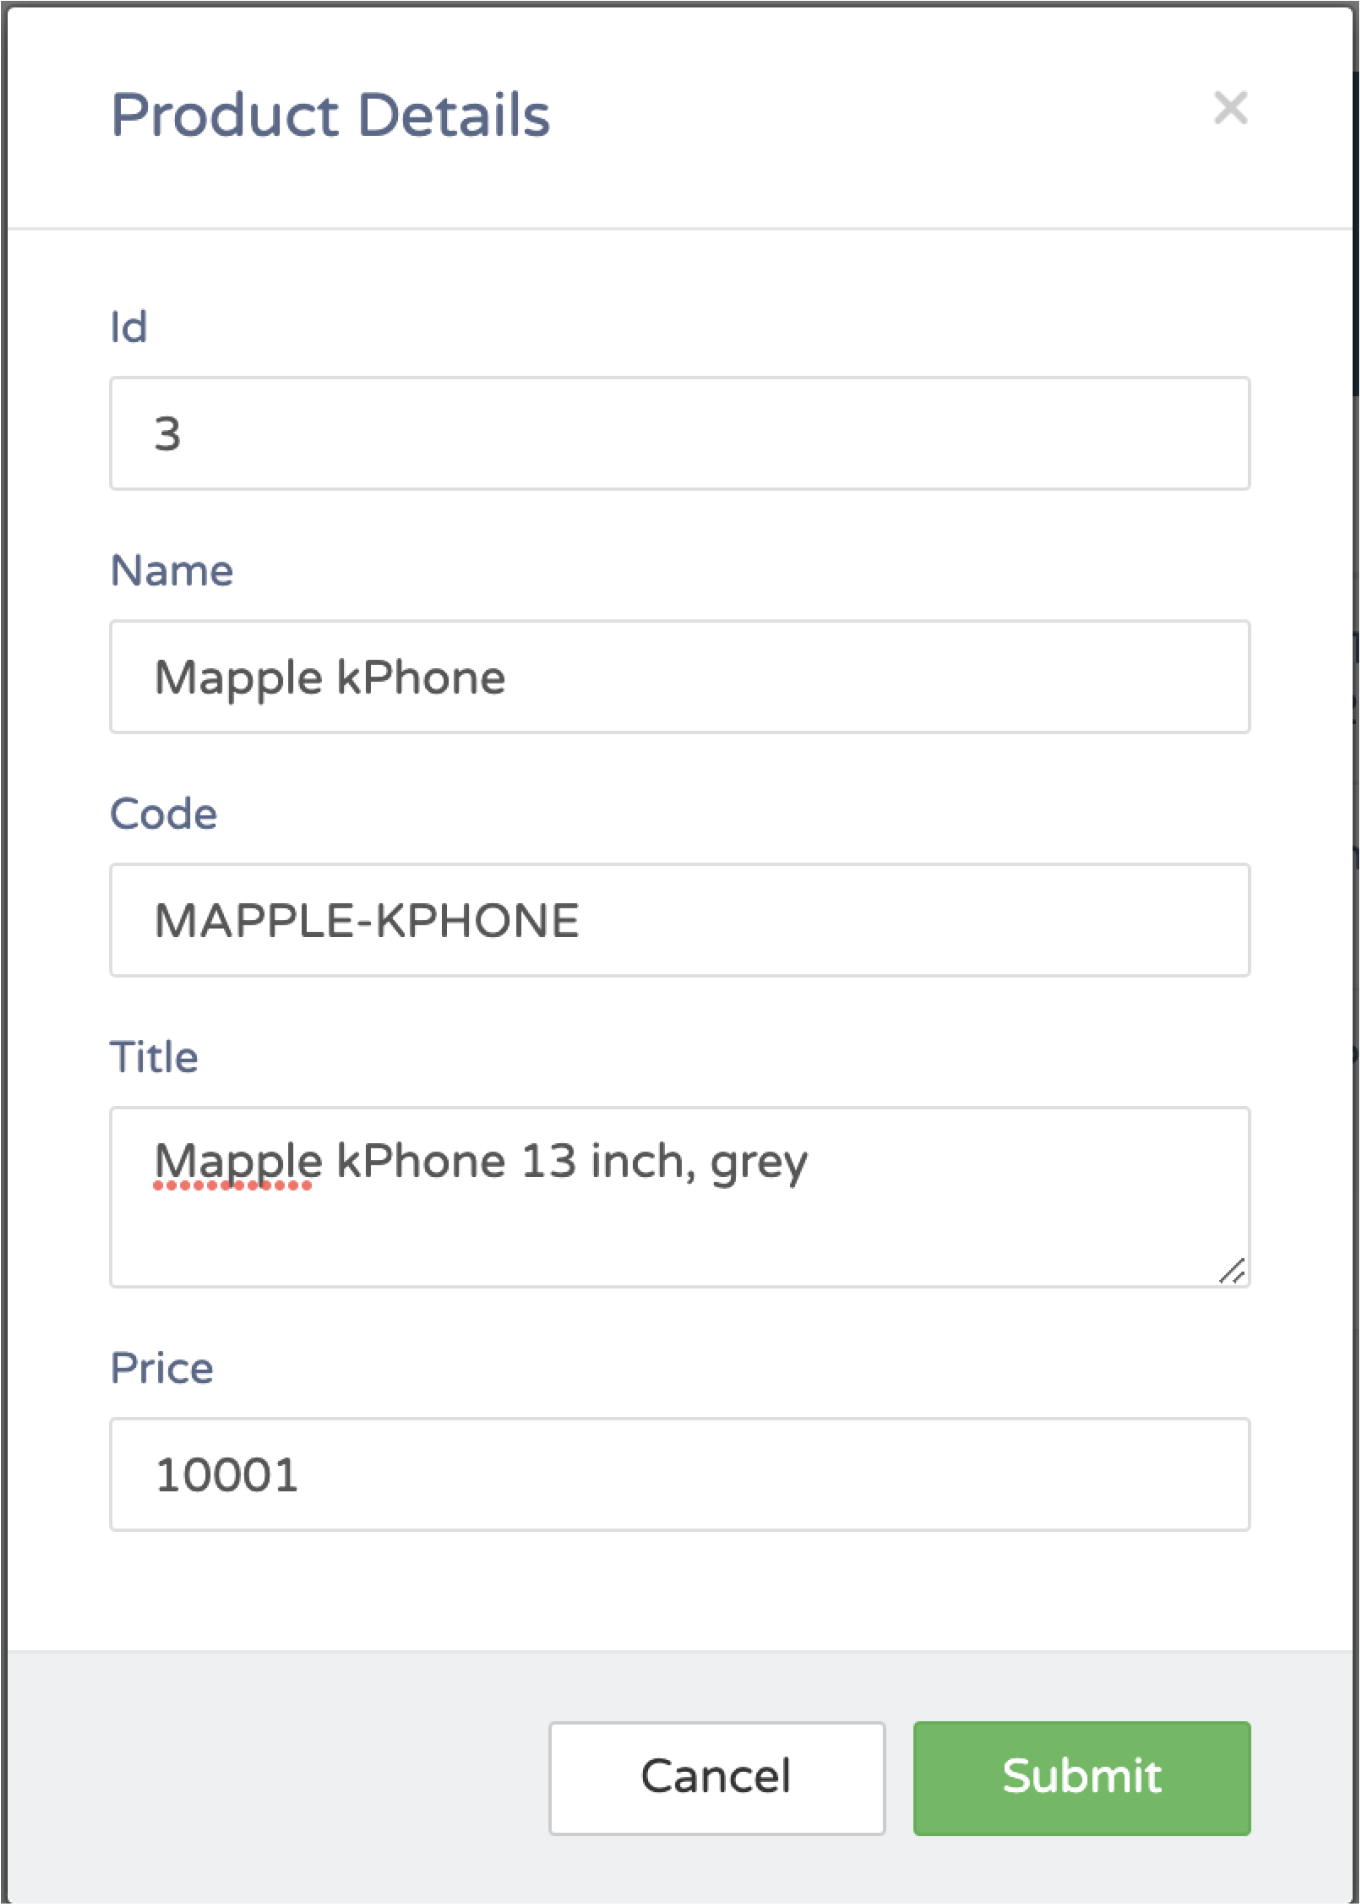 Product Details
Id
3
Name
Mapple kPhone
Code
MAPPLE-KPHONE
Title
Mapple kPhone 13 inch, grey
Price
10001
Cancel
Submit